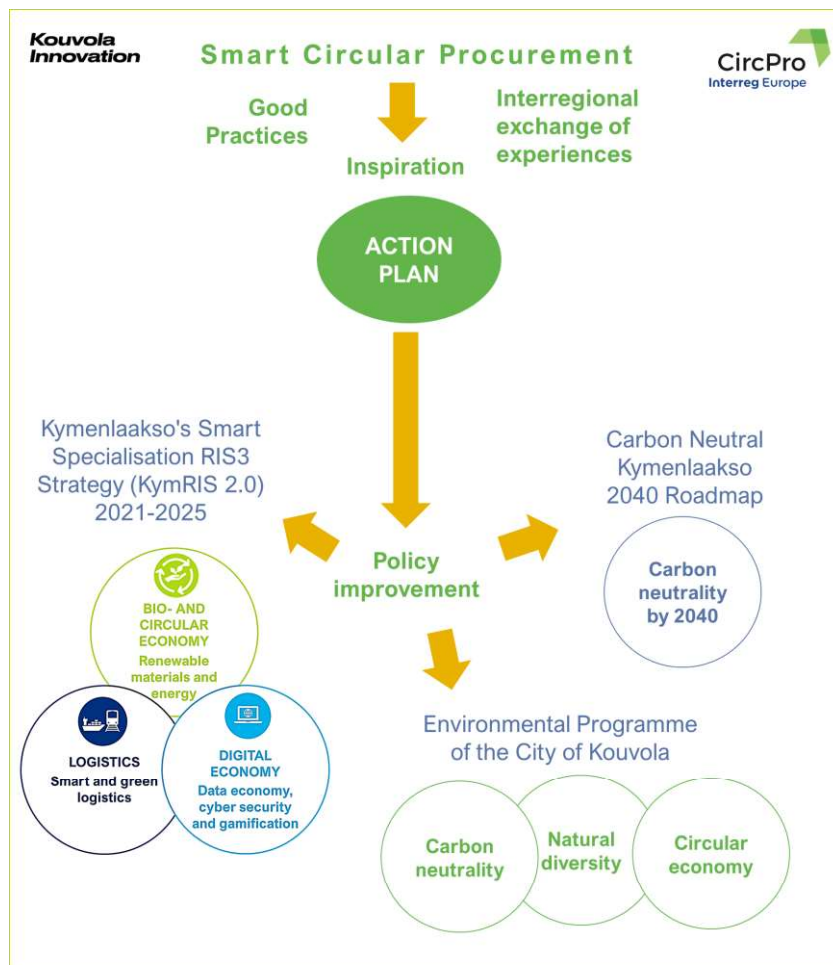 Kouvola
Innovation
Smart Circular Procurement
CircPro
Interreg Europe
Good
Practices
Interregional
exchange of
experiences
Inspiration
ACTION
PLAN
Kymenlaakso's Smart
Specialisation RIS3
Strategy (KymRIS 2.0)
2021-2025
Carbon Neutral
Kymenlaakso
2040 Roadmap
Policy
improvement
Carbon
neutrality
by 2040
BIO- AND
CIRCULAR
ECONOMY
Renewable
materials and
energy
LOGISTICS
Smart and green
logistics
DIGITAL
ECONOMY
Data economy,
cyber security
and gamification
Environmental Programme
of the City of Kouvola
Carbon
neutrality
Natural
diversity
Circular
economy